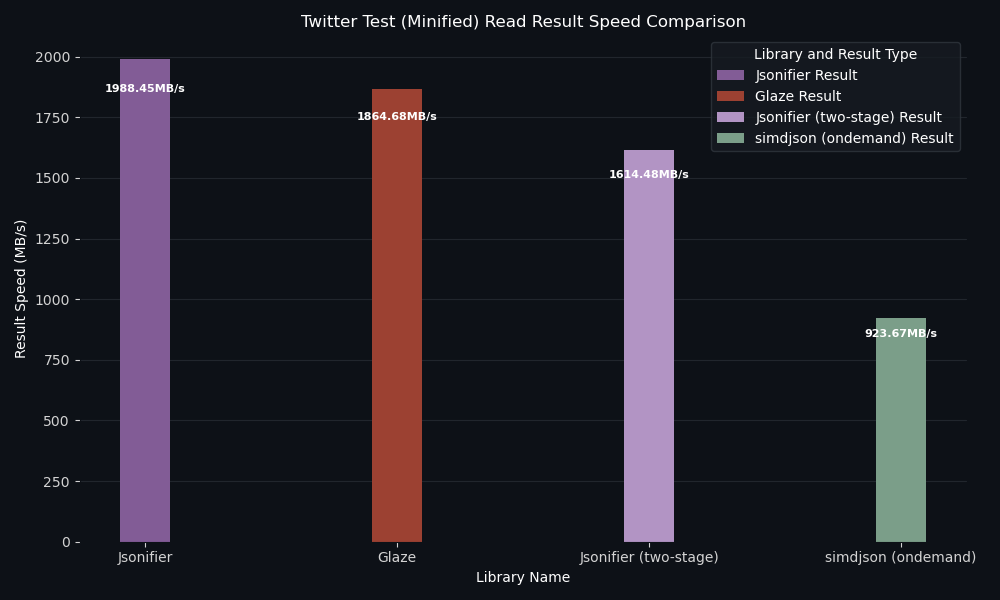 Twitter Test (Minified) Read Result Speed Comparison
Library and Result Type
Jsonifier Result
Glaze Result
Jsonifier (two-stage) Result
simdjson (ondemand) Result
Result Speed (MB/s)
2000
1750
1500
1250
1000
750
500
250
0
1988.45MB/s
1864.68MB/s
1614.48MB/s
923.67MB/s
Jsonifier
Glaze
Jsonifier (two-stage)
simdjson (ondemand)
Library Name